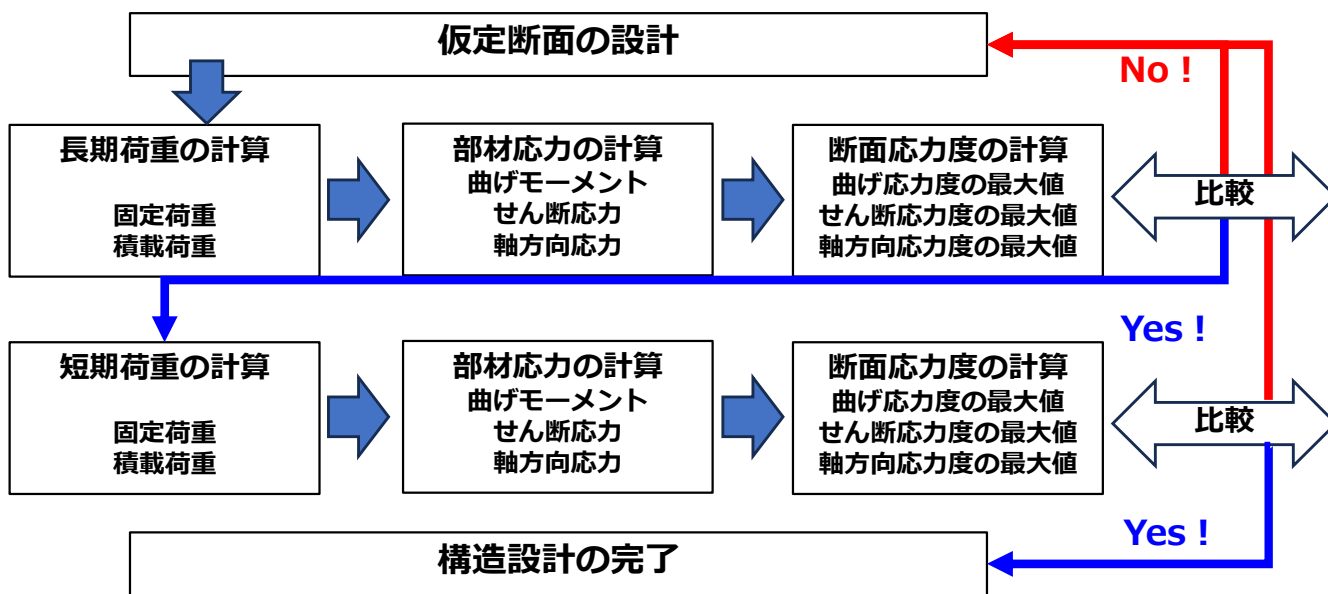 仮定断面の設計
No！
長期荷重の計算
固定荷重
積載荷重
部材応力の計算
曲げモーメント
せん断応力
軸方向応力
断面応力度の計算
曲げ応力度の最大値
せん断応力度の最大値
軸方向応力度の最大値
比較
Yes！
短期荷重の計算
固定荷重
積載荷重
部材応力の計算
曲げモーメント
せん断応力
軸方向応力
断面応力度の計算
曲げ応力度の最大値
せん断応力度の最大値
軸方向応力度の最大値
比較
Yes！
構造設計の完了